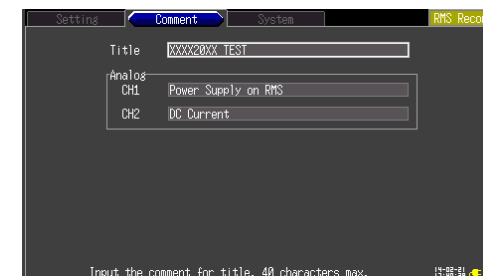 Setting Comment System RMS Reco
Title XXXX20XX TEST
Analog
CH1 Power Supply on RMS
CH2 DC Current
Input the comment for title. 40 characters max.